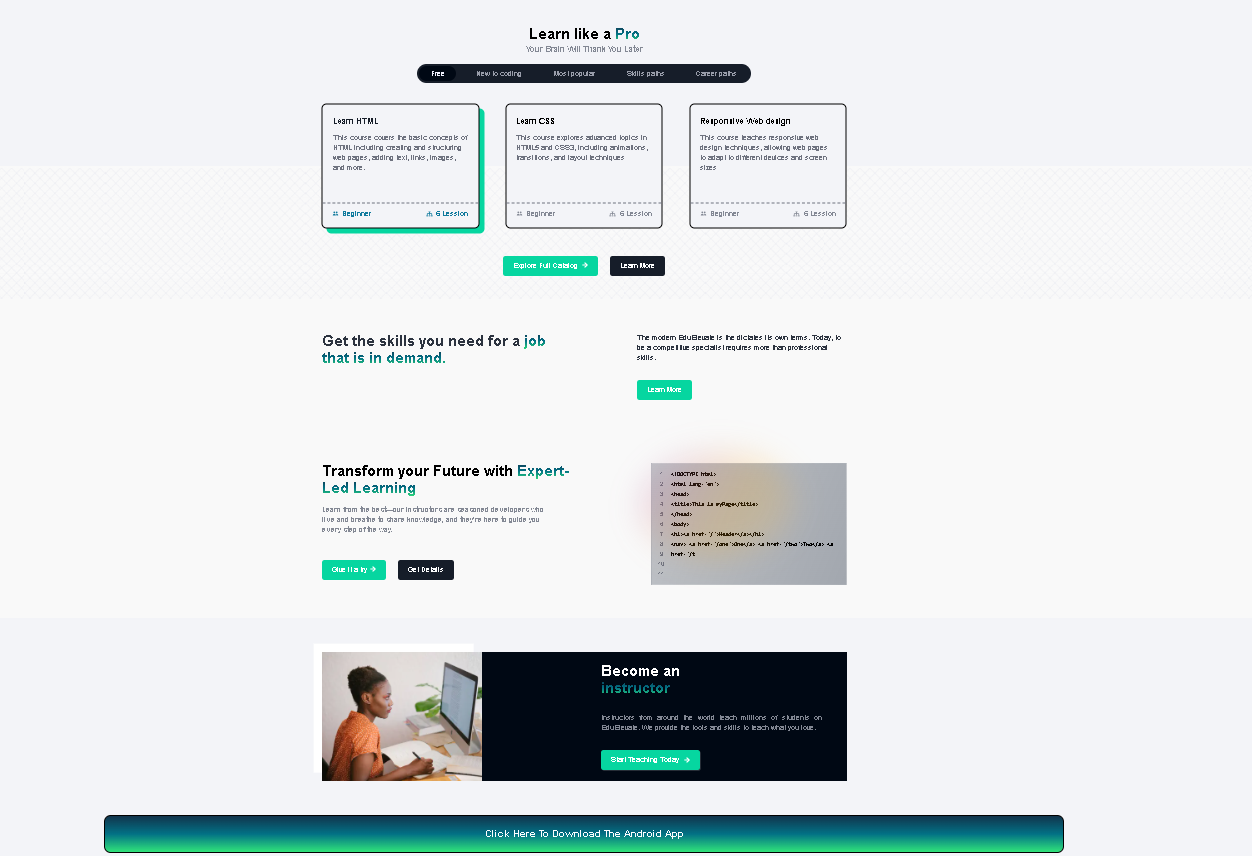 Learn like a Pro
Your Brain Will Thank You Later
Free New to coding Most popular Skills paths Career paths
Learn HTML
This course covers the basic concepts of
HTML including creating and structuring
web pages, adding text, links, images,
and more.
Beginner 6 Lession
Learn CSS
This course explores advanced topics in
HTML5 and CSS3, including animations,
transitions, and layout techniques
Beginner 6 Lession
Responsive Web design
This course teaches responsive web
design techniques, allowing web pages
to adapt to different devices and screen
sizes
Beginner 6 Lession
Explore Full Catalog
Learn More
Get the skills you need for a job
that is in demand.
The modern EduElevate is the dictates its own terms. Today, to
be a competitive specialist requires more than professional
skills.
Learn More
Transform your Future with Expert-
Led Learning
Learn from the best—our instructors are seasoned developers who
live and breathe to share knowledge, and they're here to guide you
every step of the way.
Give it a try
Get Details
1 <!DOCTYPE html>
2 <html lang="en">
3 <head>
4 <title>This is myPage</title>
5 </head>
6 <body>
7 <h1><a href="/">Header</a></h1>
8 <nav> <a href="/one">One</a> <a href="/two">Two</a> <a
9 href="/t
Become an
instructor
Instructors from around the world teach millions of students on
EduElevate. We provide the tools and skills to teach what you love.
Start Teaching Today
Click Here To Download The Android App